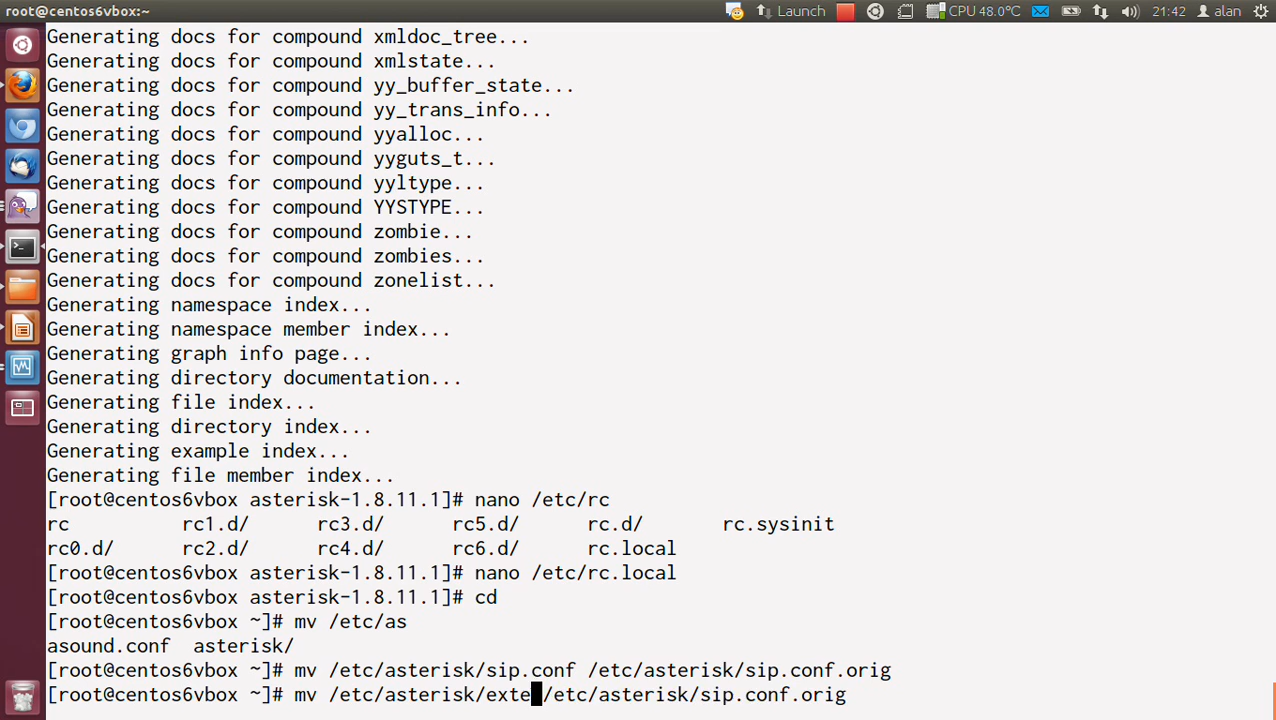 root@centos6vbox:~ Launch CPU 48.0°C 21:42 alan
Generating docs for compound xmldoc_tree...
Generating docs for compound xmlstate...
Generating docs for compound yy_buffer_state...
Generating docs for compound yy_trans_info...
Generating docs for compound yyalloc...
Generating docs for compound yyguts_t...
Generating docs for compound yyltype...
Generating docs for compound YYSTYPE...
Generating docs for compound zombie...
Generating docs for compound zombies...
Generating docs for compound zonelist...
Generating namespace index...
Generating namespace member index...
Generating graph info page...
Generating directory documentation...
Generating file index...
Generating directory index...
Generating example index...
Generating file member index...
[root@centos6vbox asterisk-1.8.11.1]# nano /etc/rc
rc rc1.d/ rc3.d/ rc5.d/ rc.d/ rc.sysinit
rc0.d/ rc2.d/ rc4.d/ rc6.d/ rc.local
[root@centos6vbox asterisk-1.8.11.1]# nano /etc/rc.local
[root@centos6vbox asterisk-1.8.11.1]# cd
[root@centos6vbox ~]# mv /etc/as
asound.conf asterisk/
[root@centos6vbox ~]# mv /etc/asterisk/sip.conf /etc/asterisk/sip.conf.orig
[root@centos6vbox ~]# mv /etc/asterisk/exte /etc/asterisk/sip.conf.orig